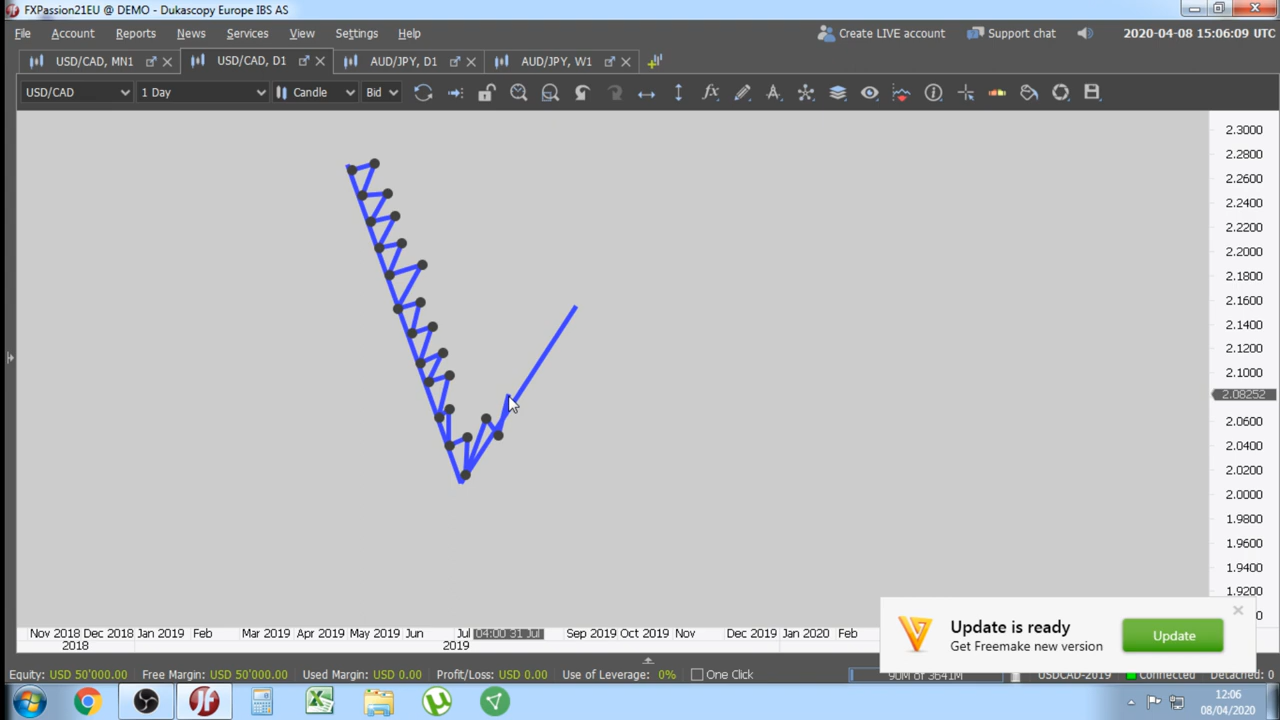 FXPassion21EU @ DEMO - Dukascopy Europe IBS AS
File Account Reports News Services View Settings Help
Create LIVE account Support chat 2020-04-08 15:06:09 UTC
USD/CAD, MN1 USD/CAD, D1 AUD/JPY, D1 AUD/JPY, W1
USD/CAD 1 Day Candle Bid
2.3000
2.2800
2.2600
2.2400
2.2200
2.2000
2.1800
2.1600
2.1400
2.1200
2.1000
2.08252
2.0600
2.0400
2.0200
2.0000
1.9800
1.9600
1.9400
1.9200
Update is ready
Get Freemake new version
Update
Nov 2018 Dec 2018 Jan 2019 Feb Mar 2019 Apr 2019 May 2019 Jun Jul 04:00 31 Jul Sep 2019 Oct 2019 Nov Dec 2019 Jan 2020 Feb
2018 2019
Equity: USD 50'000.00 Free Margin: USD 50'000.00 Used Margin: USD 0.00 Profit/Loss: USD 0.00 Use of Leverage: 0% One Click 90M of 3641M USDCAD-2019 Connected Detached: 0
12:06
08/04/2020